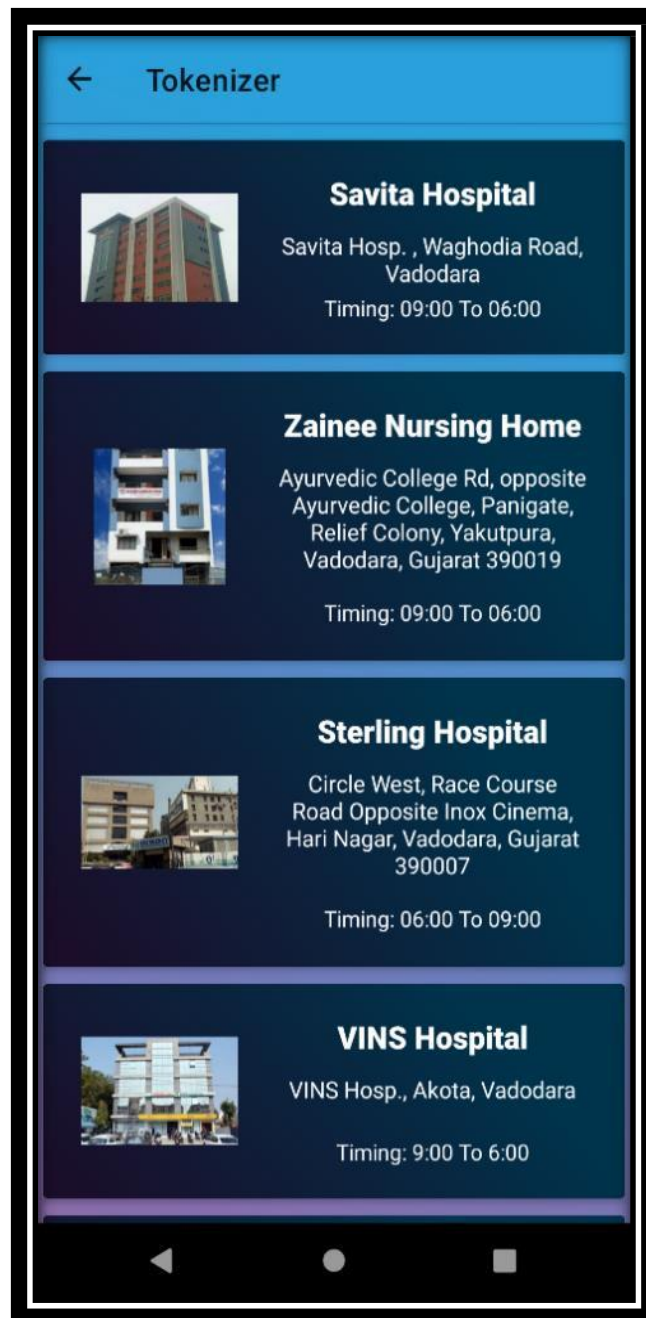 Tokenizer
Savita Hospital
Savita Hosp. , Waghodia Road,
Vadodara
Timing: 09:00 To 06:00
Zainee Nursing Home
Ayurvedic College Rd, opposite
Ayurvedic College, Panigate,
Relief Colony, Yakutpura,
Vadodara, Gujarat 390019
Timing: 09:00 To 06:00
Sterling Hospital
Circle West, Race Course
Road Opposite Inox Cinema,
Hari Nagar, Vadodara, Gujarat
390007
Timing: 06:00 To 09:00
VINS Hospital
VINS Hosp., Akota, Vadodara
Timing: 9:00 To 6:00